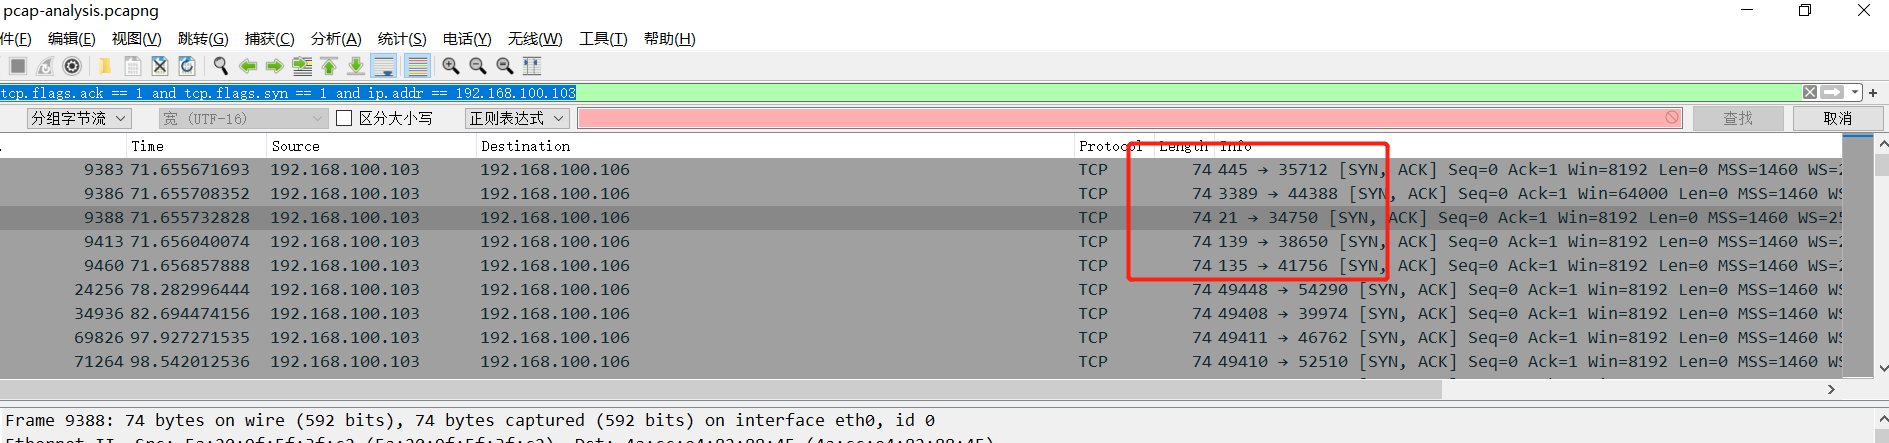 pcap-analysis.pcapng
件(F) 编辑(E) 视图(V) 跳转(G) 捕获(C) 分析(A) 统计(S) 电话(Y) 无线(W) 工具(T) 帮助(H)
tcp.flags.ack == 1 and tcp.flags.syn == 1 and ip.addr == 192.168.100.103
分组字节流 宽 (UTF-16) 区分大小写 正则表达式 查找 取消
Time Source Destination Protocol Length Info
9383 71.655671693 192.168.100.103 192.168.100.106 TCP 74 445 → 35712 [SYN, ACK] Seq=0 Ack=1 Win=8192 Len=0 MSS=1460 WS=2
9386 71.655708352 192.168.100.103 192.168.100.106 TCP 74 3389 → 44388 [SYN, ACK] Seq=0 Ack=1 Win=64000 Len=0 MSS=1460 W
9388 71.655732828 192.168.100.103 192.168.100.106 TCP 74 21 → 34750 [SYN, ACK] Seq=0 Ack=1 Win=8192 Len=0 MSS=1460 WS=25
9413 71.656040074 192.168.100.103 192.168.100.106 TCP 74 139 → 38650 [SYN, ACK] Seq=0 Ack=1 Win=8192 Len=0 MSS=1460 WS=2
9460 71.656857888 192.168.100.103 192.168.100.106 TCP 74 135 → 41756 [SYN, ACK] Seq=0 Ack=1 Win=8192 Len=0 MSS=1460 WS=2
24256 78.282996444 192.168.100.103 192.168.100.106 TCP 74 49448 → 54290 [SYN, ACK] Seq=0 Ack=1 Win=8192 Len=0 MSS=1460 WS
34936 82.694474156 192.168.100.103 192.168.100.106 TCP 74 49408 → 39974 [SYN, ACK] Seq=0 Ack=1 Win=8192 Len=0 MSS=1460 WS
69826 97.927271535 192.168.100.103 192.168.100.106 TCP 74 49411 → 46762 [SYN, ACK] Seq=0 Ack=1 Win=8192 Len=0 MSS=1460 WS
71264 98.542012536 192.168.100.103 192.168.100.106 TCP 74 49410 → 52510 [SYN, ACK] Seq=0 Ack=1 Win=8192 Len=0 MSS=1460 WS
Frame 9388: 74 bytes on wire (592 bits), 74 bytes captured (592 bits) on interface eth0, id 0